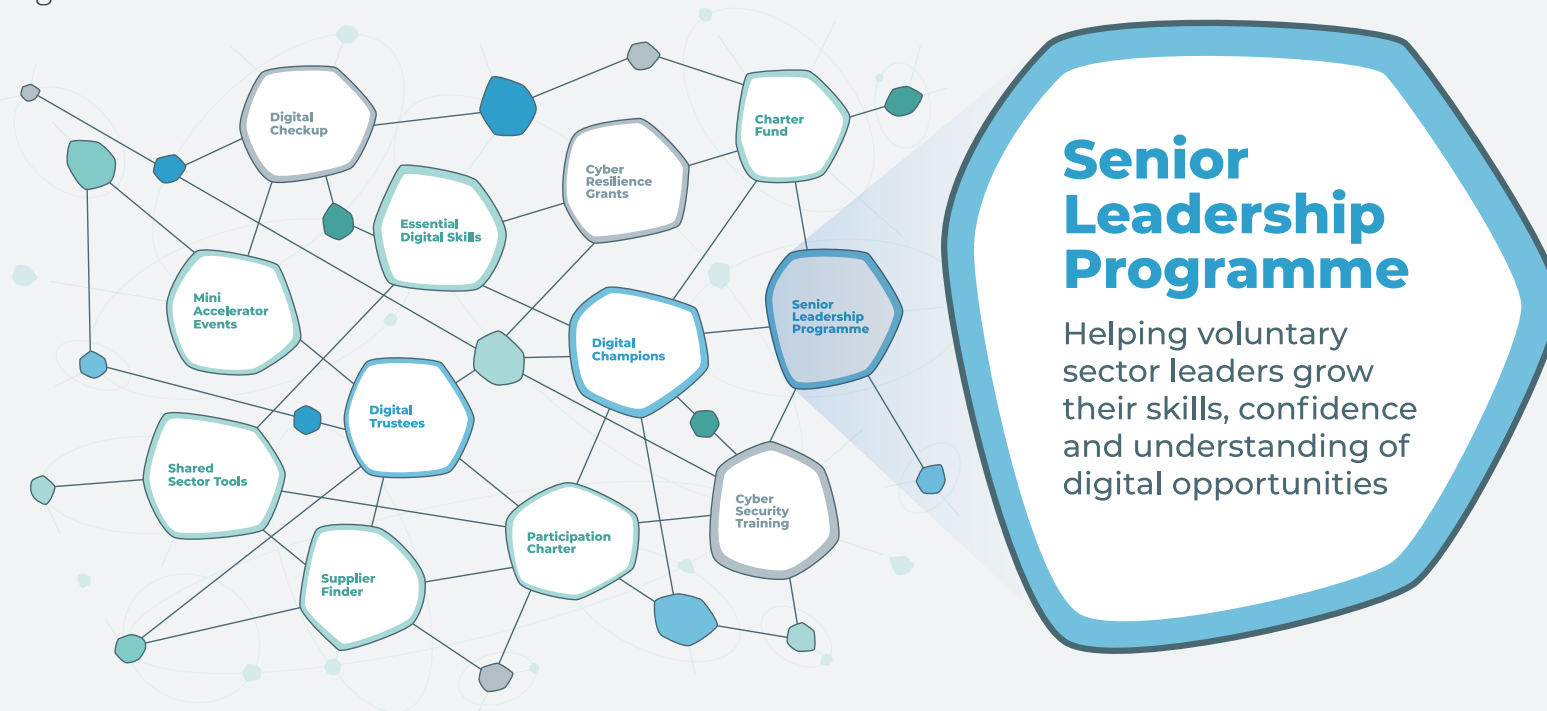 Digital
Checkup
Charter
Fund
Cyber
Resilience
Grants
Essential
Digital Skills
Mini
Accelerator
Events
Digital
Champions
Senior
Leadership
Programme
Digital
Trustees
Shared
Sector Tools
Cyber
Security
Training
Participation
Charter
Supplier
Finder
Senior
Leadership
Programme
Helping voluntary
sector leaders grow
their skills, confidence
and understanding of
digital opportunities